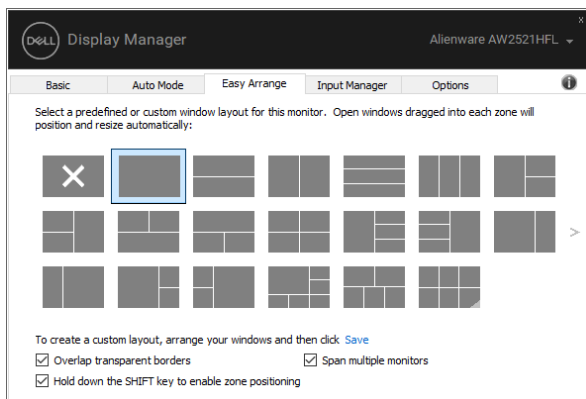 DELL Display Manager
Alienware AW2521HFL
Basic Auto Mode Easy Arrange Input Manager Options
Select a predefined or custom window layout for this monitor. Open windows dragged into each zone will
position and resize automatically:
To create a custom layout, arrange your windows and then click Save
Overlap transparent borders Span multiple monitors
Hold down the SHIFT key to enable zone positioning